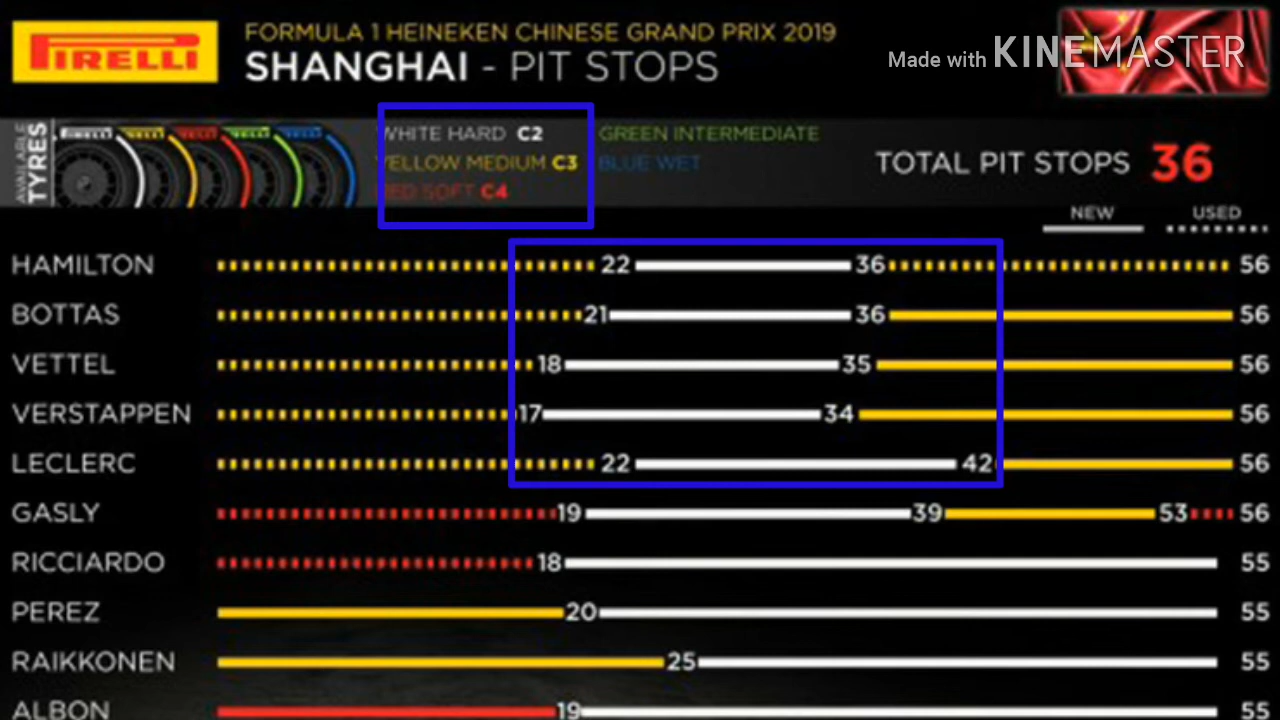 PIRELLI
FORMULA 1 HEINEKEN CHINESE GRAND PRIX 2019
SHANGHAI - PIT STOPS
Made with KINEMASTER
AVAILABLE
TYRES
WHITE HARD C2
YELLOW MEDIUM C3
RED SOFT C4
GREEN INTERMEDIATE
BLUE WET
TOTAL PIT STOPS 36
NEW USED
HAMILTON 22 36 56
BOTTAS 21 36 56
VETTEL 18 35 56
VERSTAPPEN 17 34 56
LECLERC 22 42 56
GASLY 19 39 53 56
RICCIARDO 18 55
PEREZ 20 55
RAIKKONEN 25 55
ALBON 19 55